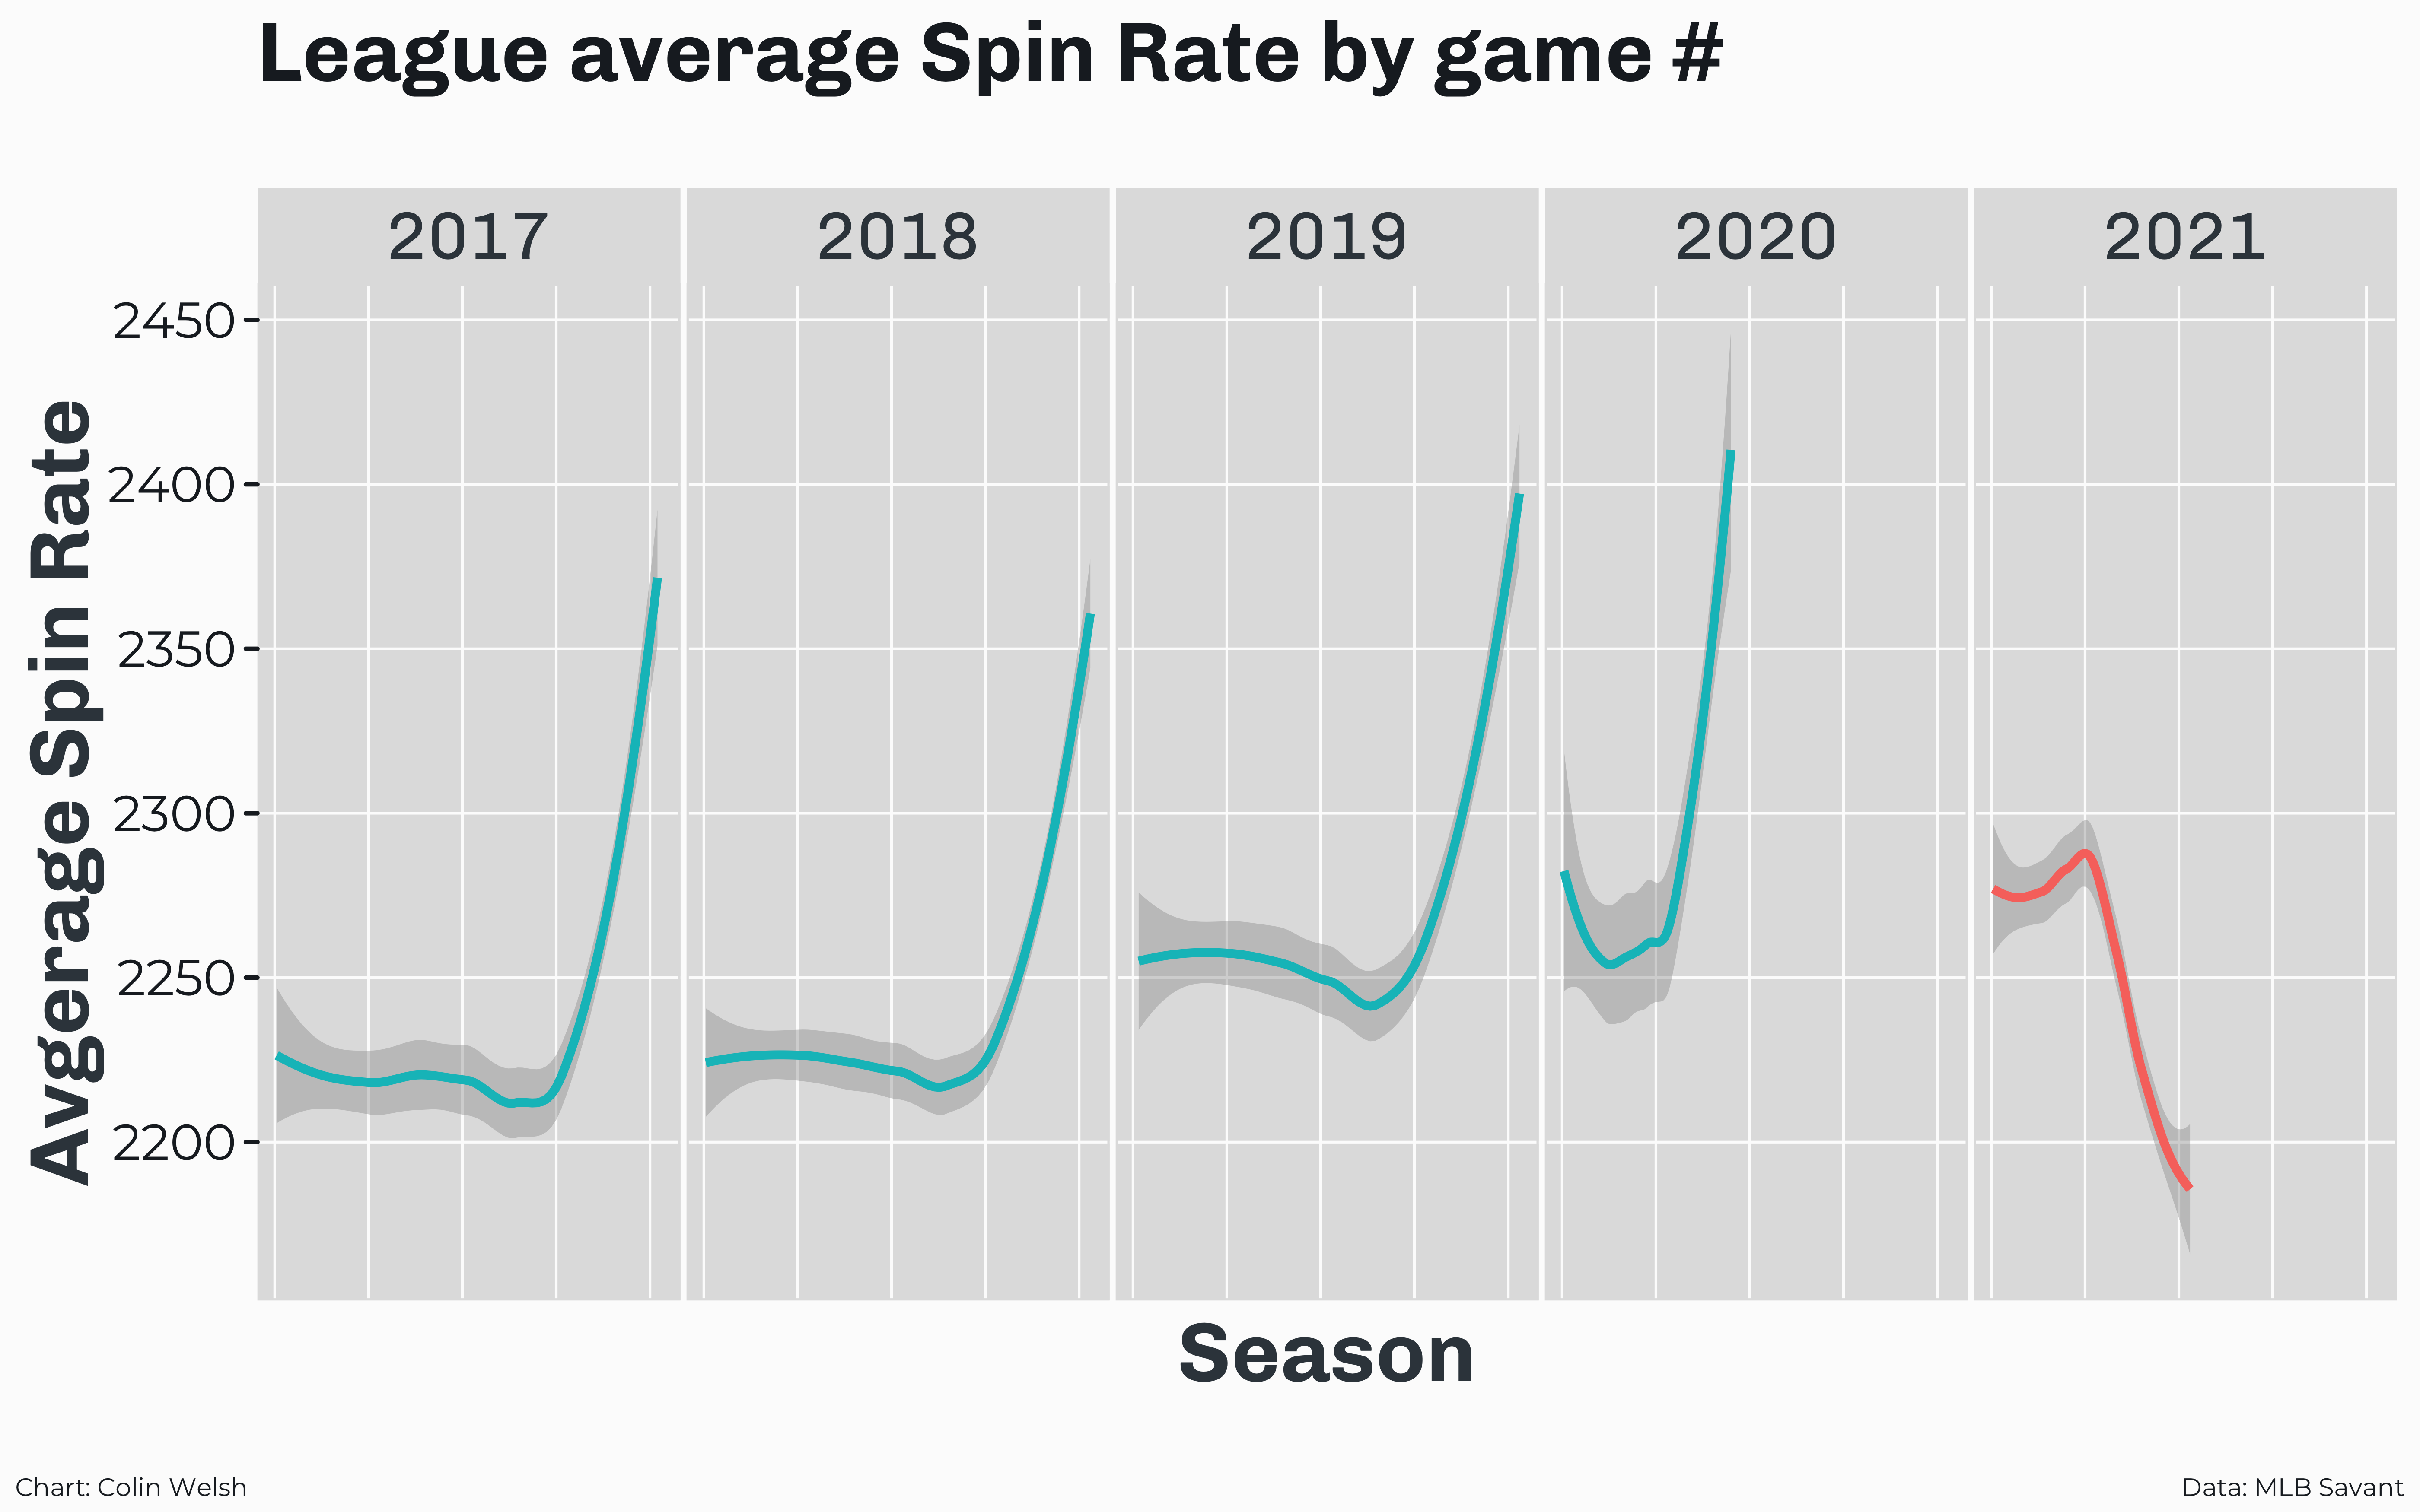 League average Spin Rate by game #
2017 2018 2019 2020 2021
Avgerage Spin Rate
2450
2400
2350
2300
2250
2200
Season
Chart: Colin Welsh
Data: MLB Savant